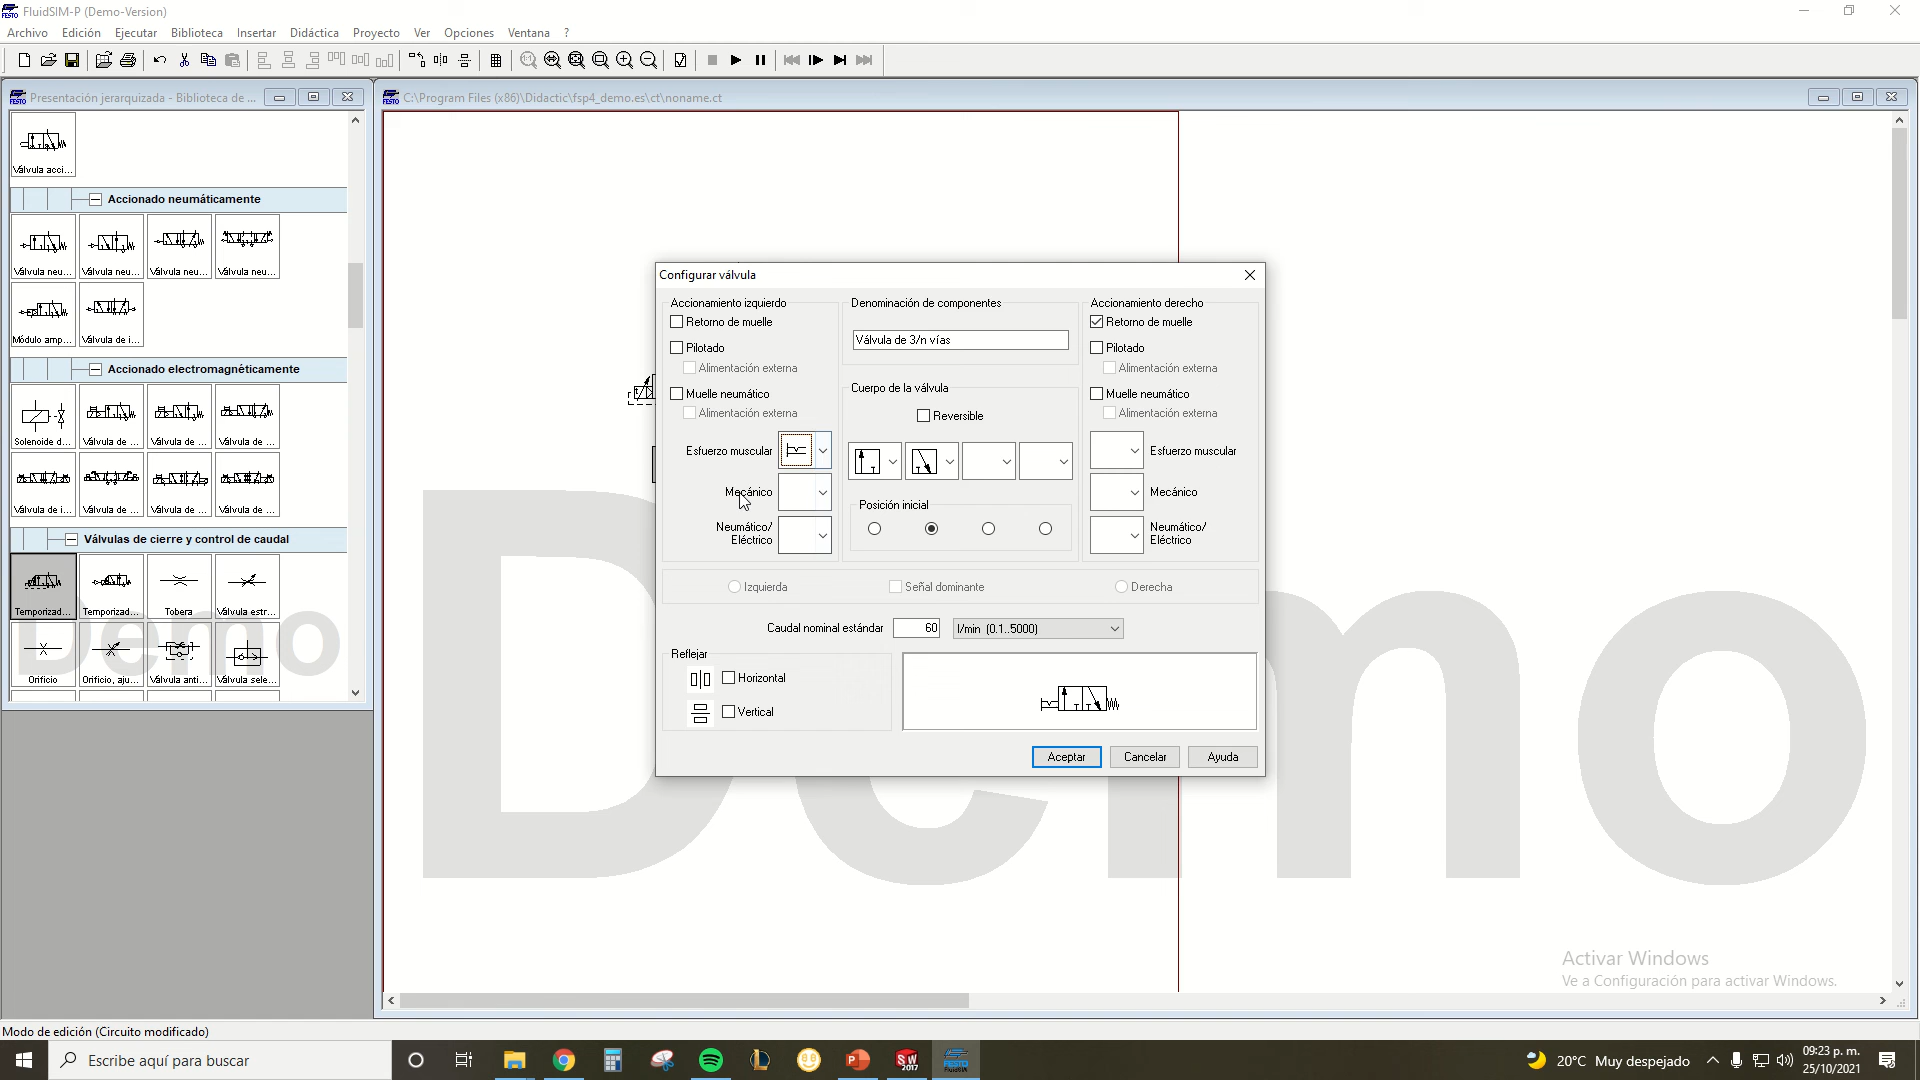 FluidSIM-P (Demo-Version)
Archivo Edición Ejecutar Biblioteca Insertar Didáctica Proyecto Ver Opciones Ventana ?
Presentación jerarquizada - Biblioteca de ...
C:\Program Files (x86)\Didactic\fsp4_demo.es\ct\noname.ct
Válvula acci...
Accionado neumáticamente
Válvula neu... Válvula neu... Válvula neu... Válvula neu...
Módulo amp... Válvula de i...
Accionado electromagnéticamente
Solenoide d... Válvula de ... Válvula de ... Válvula de ...
Válvula de i... Válvula de ... Válvula de ... Válvula de ...
Válvulas de cierre y control de caudal
Temporizad... Temporizad... Tobera Válvula estr...
Orificio Orificio, aju... Válvula anti... Válvula sele...
Demo
Configurar válvula
Accionamiento izquierdo
Retorno de muelle
Pilotado
Alimentación externa
Muelle neumático
Alimentación externa
Esfuerzo muscular
Mecánico
Neumático/
Eléctrico
Denominación de componentes
Válvula de 3/n vías
Cuerpo de la válvula
Reversible
Posición inicial
Accionamiento derecho
Retorno de muelle
Pilotado
Alimentación externa
Muelle neumático
Alimentación externa
Esfuerzo muscular
Mecánico
Neumático/
Eléctrico
Izquierda Señal dominante Derecha
Caudal nominal estándar 60 l/min (0.1..5000)
Reflejar
Horizontal
Vertical
Aceptar Cancelar Ayuda
Demo
Activar Windows
Ve a Configuración para activar Windows.
Modo de edición (Circuito modificado)
Escribe aquí para buscar
20°C Muy despejado
09:23 p. m.
25/10/2021